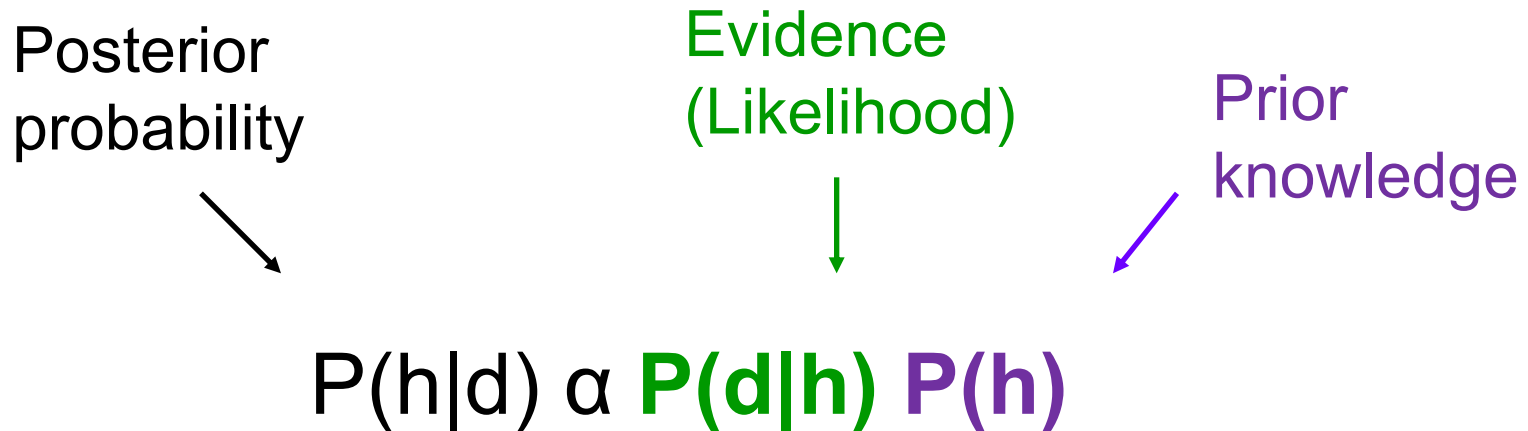 Posterior
probability
Evidence
(Likelihood)
Prior
knowledge
P(h|d) α P(d|h) P(h)